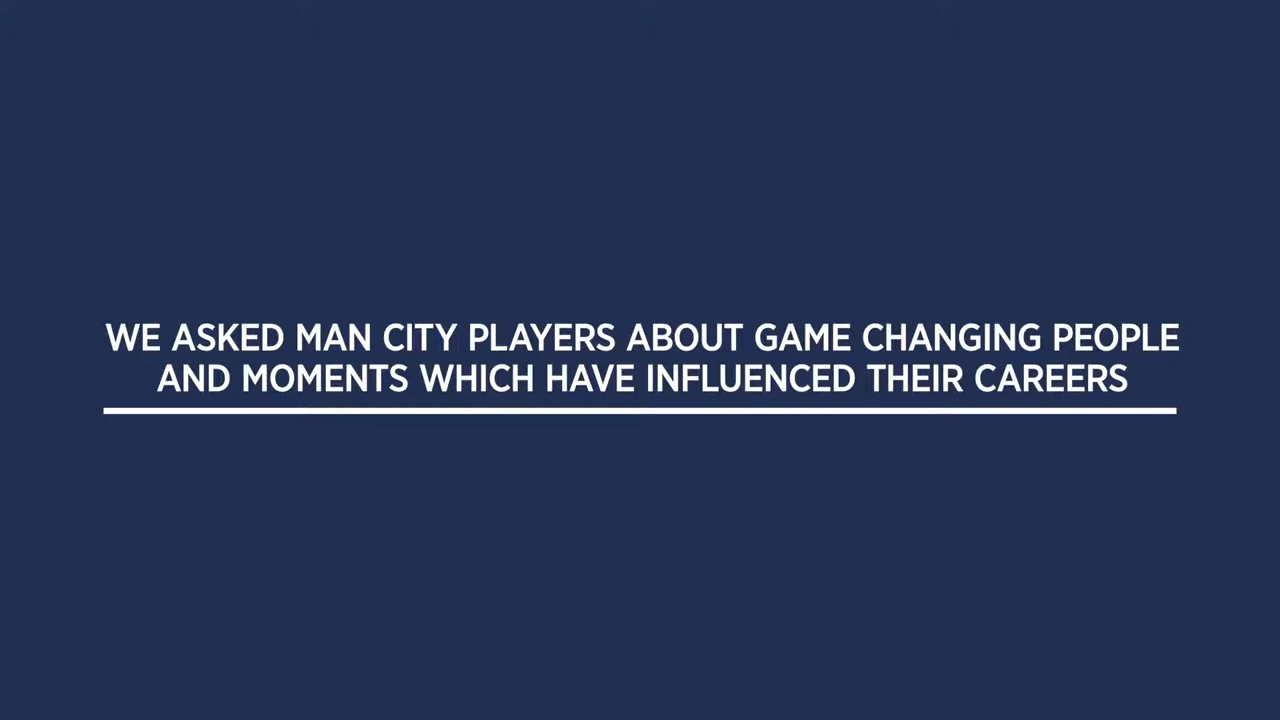 WE ASKED MAN CITY PLAYERS ABOUT GAME CHANGING PEOPLE
AND MOMENTS WHICH HAVE INFLUENCED THEIR CAREERS